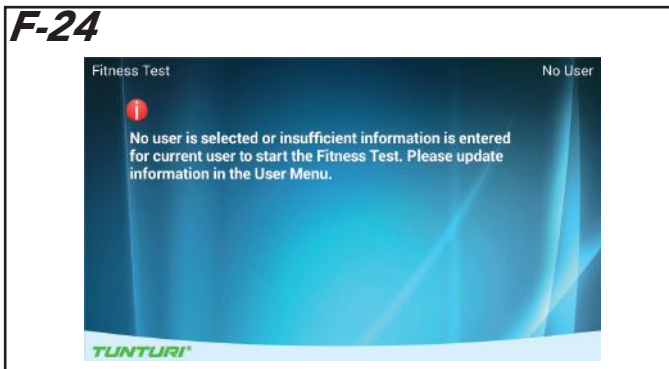 F-24
Fitness Test No User
i
No user is selected or insufficient information is entered
for current user to start the Fitness Test. Please update
information in the User Menu.
TUNTURI®